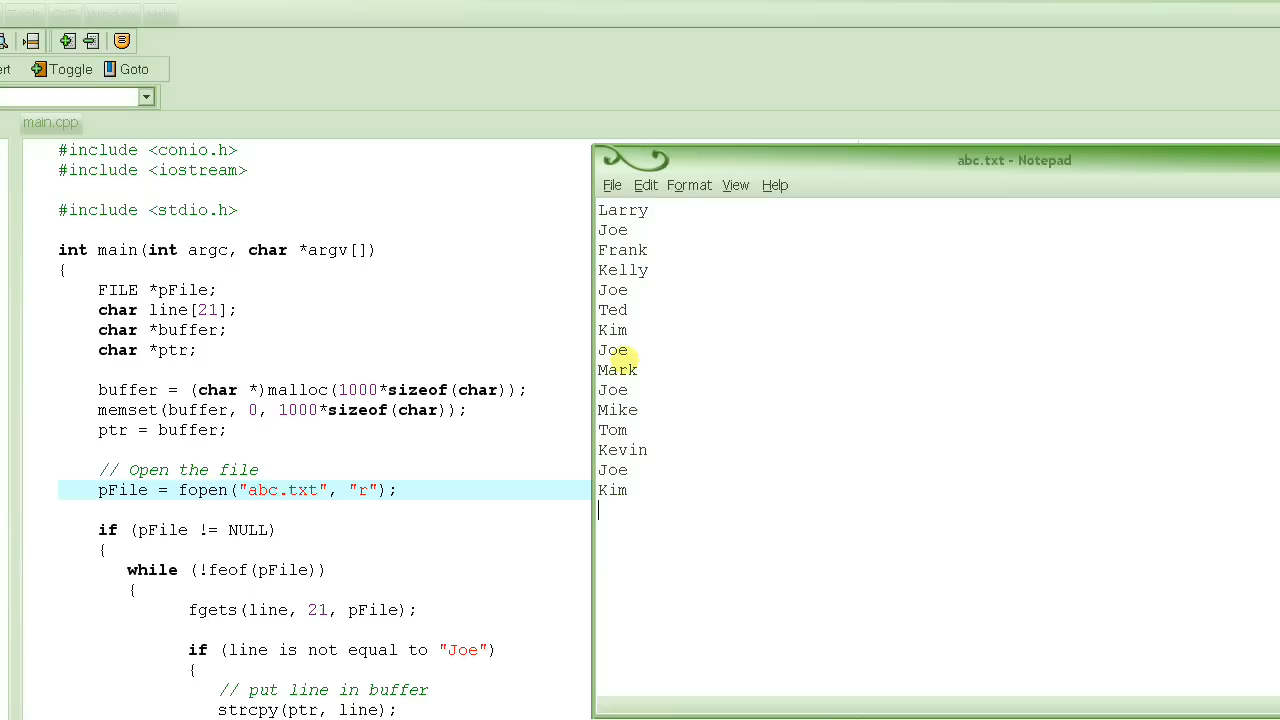 Toggle Goto
main.cpp
#include <conio.h>
#include <iostream>
#include <stdio.h>
int main(int argc, char *argv[])
{
FILE *pFile;
char line[21];
char *buffer;
char *ptr;
buffer = (char *)malloc(1000*sizeof(char));
memset(buffer, 0, 1000*sizeof(char));
ptr = buffer;
// Open the file
pFile = fopen("abc.txt", "r");
if (pFile != NULL)
{
while (!feof(pFile))
{
fgets(line, 21, pFile);
if (line is not equal to "Joe")
{
// put line in buffer
strcpy(ptr, line);
abc.txt - Notepad
File Edit Format View Help
Larry
Joe
Frank
Kelly
Joe
Ted
Kim
Joe
Mark
Joe
Mike
Tom
Kevin
Joe
Kim